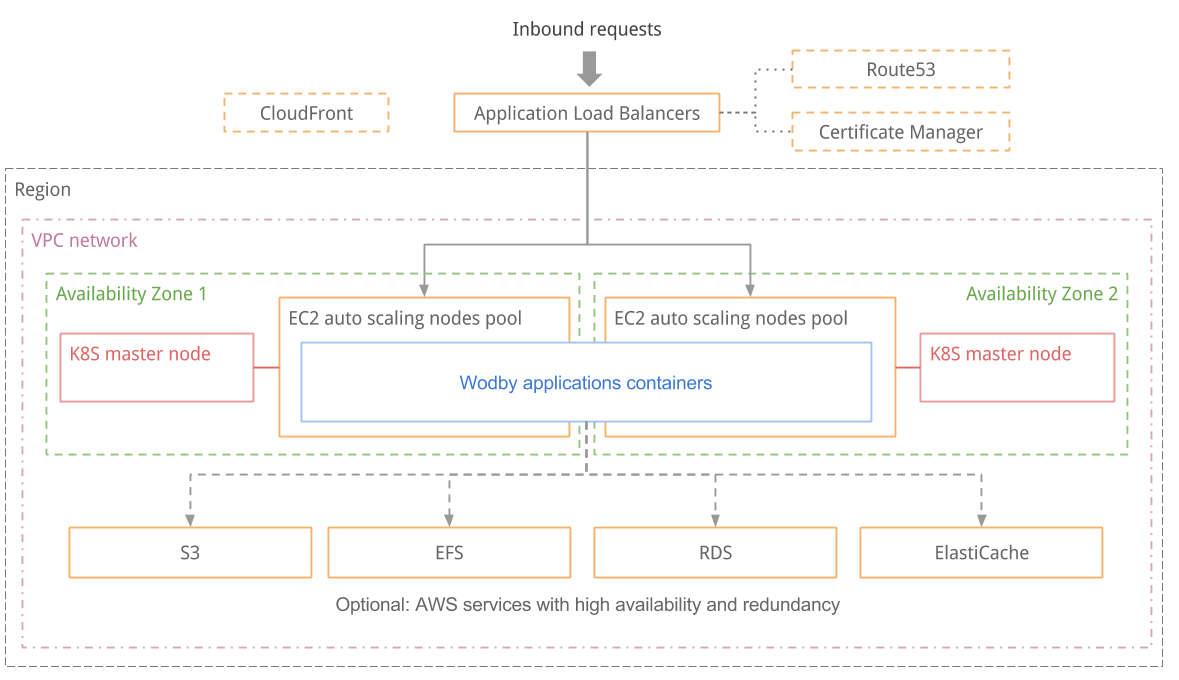 Inbound requests
Route53
CloudFront
Application Load Balancers
Certificate Manager
Region
VPC network
Availability Zone 1
Availability Zone 2
EC2 auto scaling nodes pool
EC2 auto scaling nodes pool
K8S master node
K8S master node
Wodby applications containers
S3
EFS
RDS
ElastiCache
Optional: AWS services with high availability and redundancy